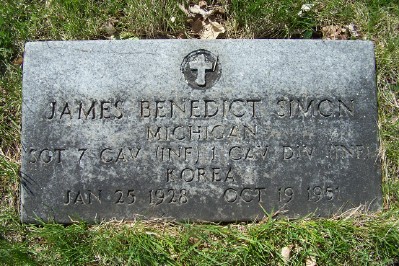 JAMES BENEDICT SIMON
MICHIGAN
SGT 7 CAV (INF) 1 CAV DIV (INF)
KOREA
JAN 25 1928 OCT 19 1951